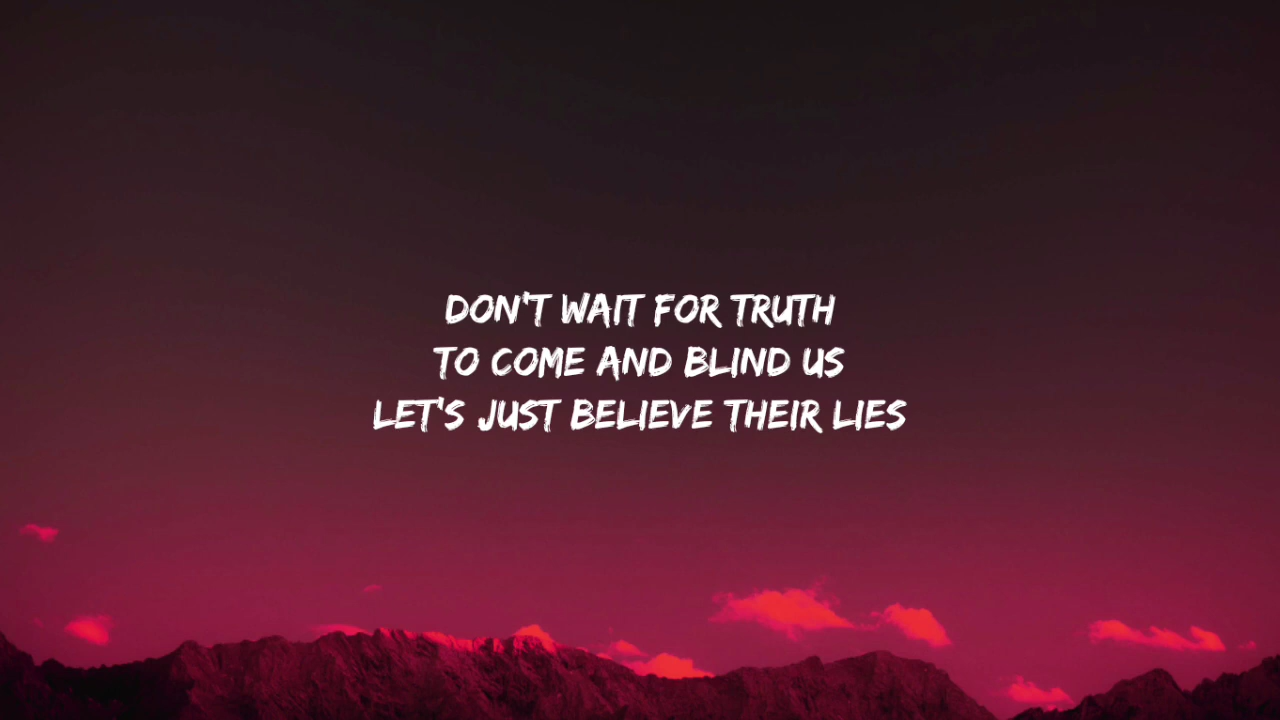 DON'T WAIT FOR TRUTH
TO COME AND BLIND US
LET'S JUST BELIEVE THEIR LIES